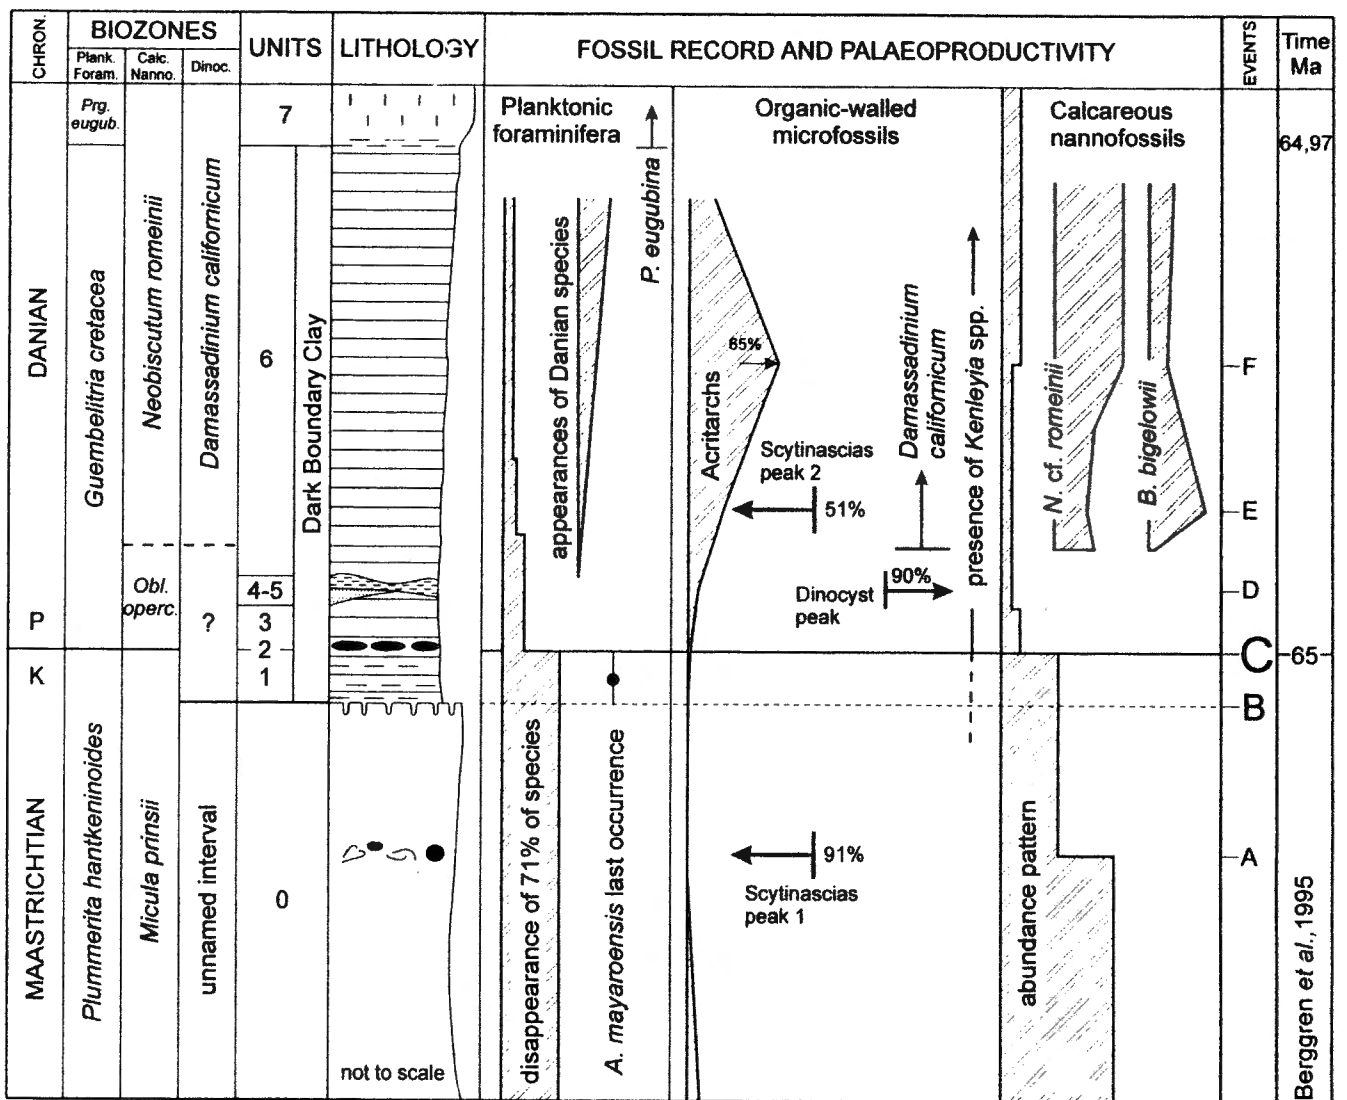 CHRON.
BIOZONES
Plank.
Foram.
Calc.
Nanno.
Dinoc.
UNITS
LITHOLOGY
FOSSIL RECORD AND PALAEOPRODUCTIVITY
EVENTS
Time
Ma
Prg.
eugub.
7
Planktonic
foraminifera
Organic-walled
microfossils
Calcareous
nannofossils
64,97
DANIAN
Guembelitria cretacea
Neobiscutum romeinii
Damassadinium californicum
6
Dark Boundary Clay
appearances of Danian species
P. eugubina
Acritarchs
65%
Scytinascias
peak 2
51%
Damassadinium
californicum
presence of Kenleyia spp.
N. cf. romeinii
B. bigelowii
F
E
Obl.
operc.
?
4-5
3
2
1
90%
Dinocyst
peak
D
P
K
C
65
B
MAASTRICHTIAN
Plummerita hantkeninoides
Micula prinsii
unnamed interval
0
not to scale
disappearance of 71% of species
A. mayaroensis last occurrence
91%
Scytinascias
peak 1
abundance pattern
A
Berggren et al., 1995